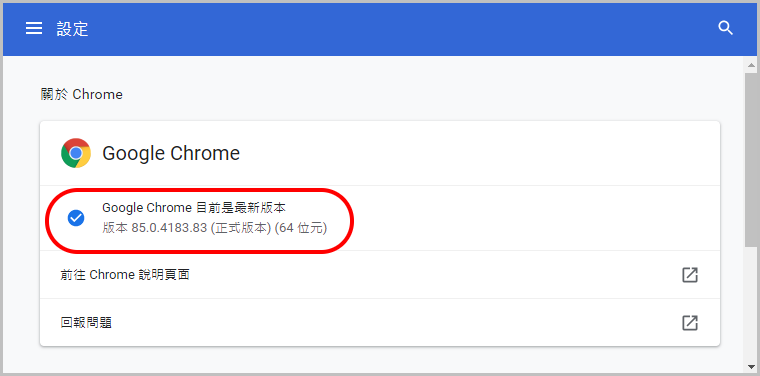 設定
關於 Chrome
Google Chrome
Google Chrome 目前是最新版本
版本 85.0.4183.83 (正式版本) (64 位元)
前往 Chrome 說明頁面
回報問題